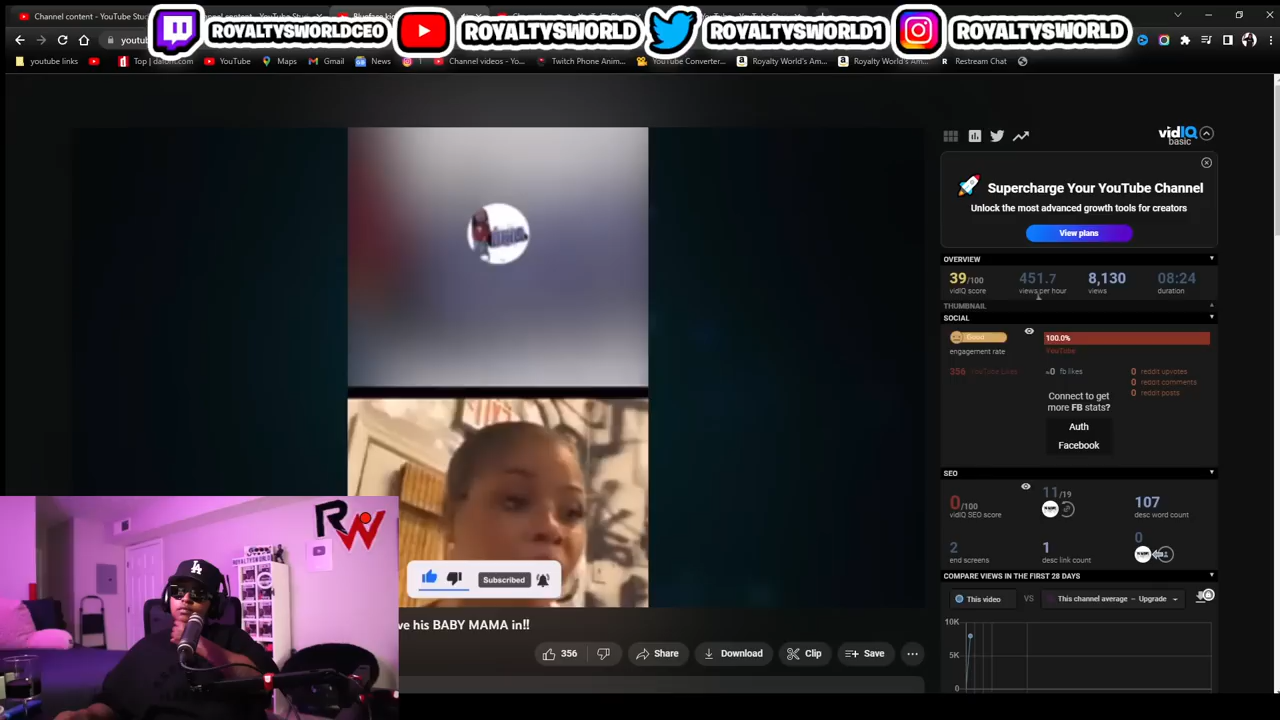 Channel content - YouTube Stu
ROYALTYSWORLDCEO
ROYALTYSWORLD
ROYALTYSWORLD1
ROYALTYSWORLD
youtube links
YouTube
Maps
Gmail
News
Channel videos - Yo...
Twitch Phone Anim...
YouTube Converter...
Royalty World's Am...
Royalty World's Am...
Restream Chat
vidIQ
basic
Supercharge Your YouTube Channel
Unlock the most advanced growth tools for creators
View plans
OVERVIEW
39/100 451.7 8,130 08:24
vidIQ score views per hour views duration
THUMBNAIL
SOCIAL
Good
100.0%
engagement rate
YouTube
356 YouTube Likes
0 fb likes
0 reddit upvotes
0 reddit comments
0 reddit posts
Connect to get
more FB stats?
Auth
Facebook
SEO
0/100 11/19 107
vidIQ SEO score
desc word count
2 1 0
end screens desc link count
COMPARE VIEWS IN THE FIRST 28 DAYS
This video VS This channel average – Upgrade
10K
5K
0
Subscribed
ve his BABY MAMA in!!
356 Share Download Clip Save
RW
ROYALTYSWORLD
LA